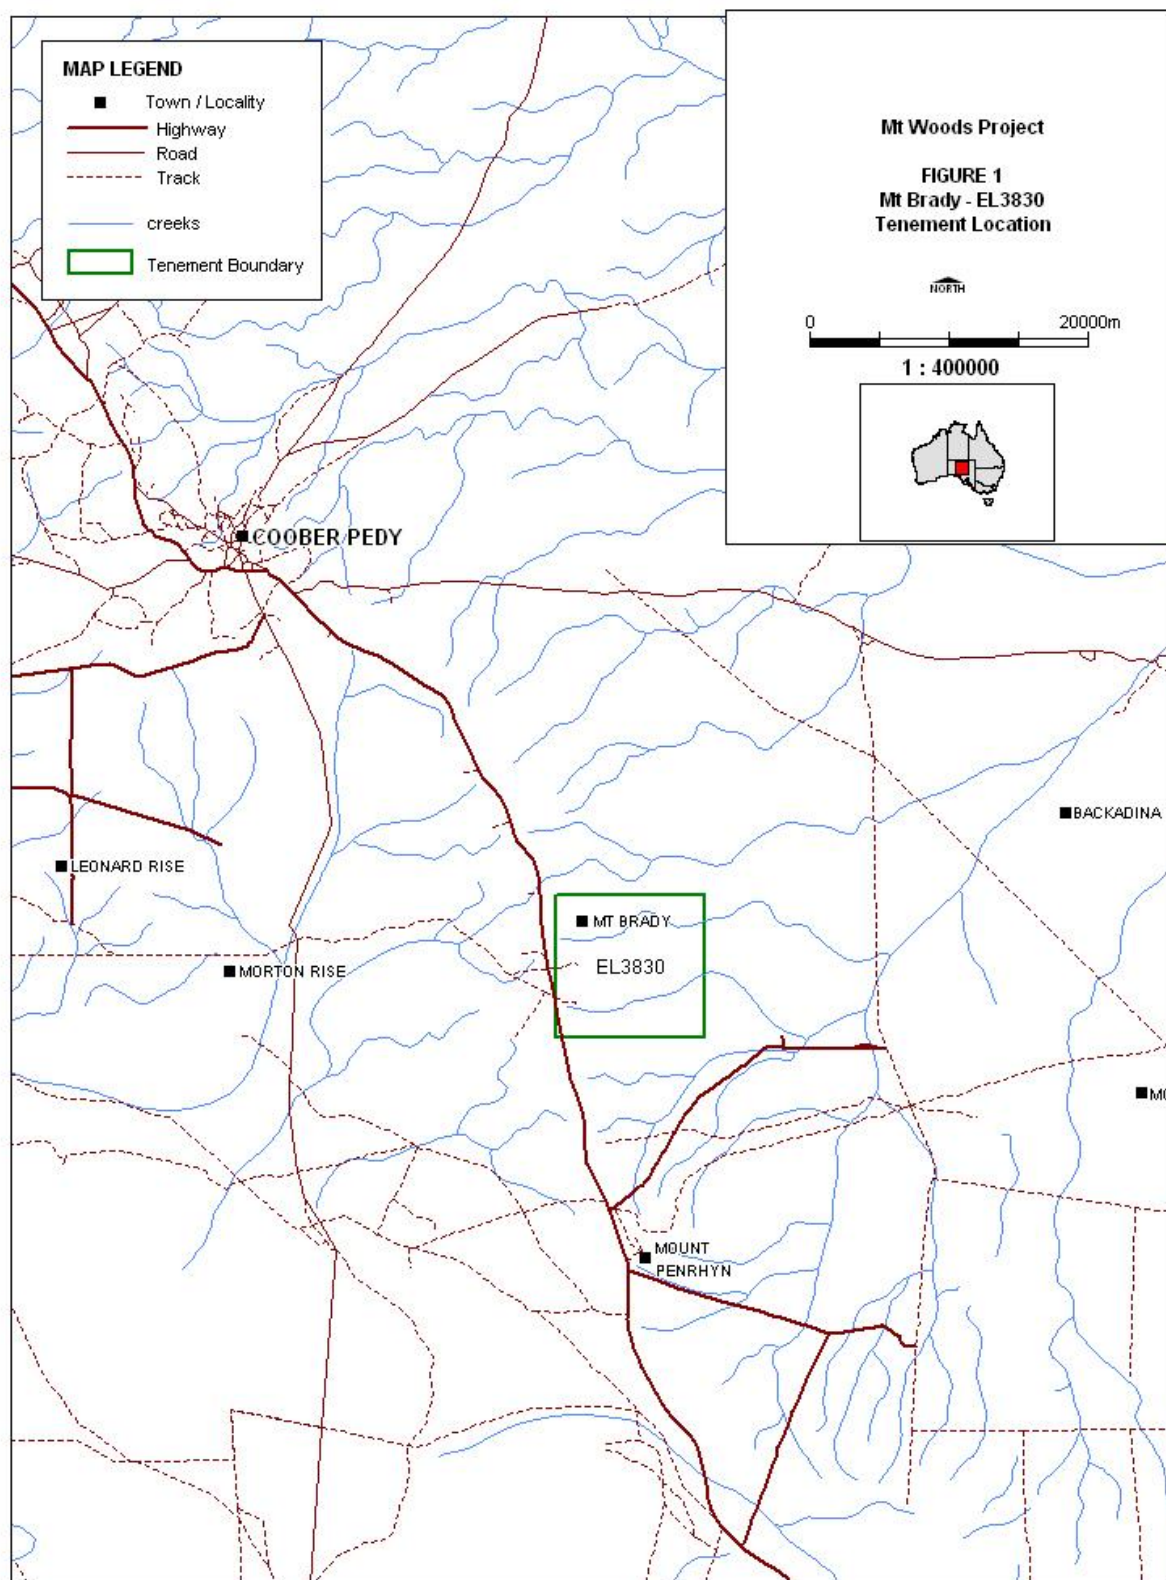 MAP LEGEND
Town / Locality
Highway
Road
Track
creeks
Tenement Boundary
Mt Woods Project
FIGURE 1
Mt Brady - EL3830
Tenement Location
NORTH
0 20000m
1 : 400000
COOBER PEDY
BACKADINA
LEONARD RISE
MT BRADY
EL3830
MORTON RISE
MOUNT
PENRHYN